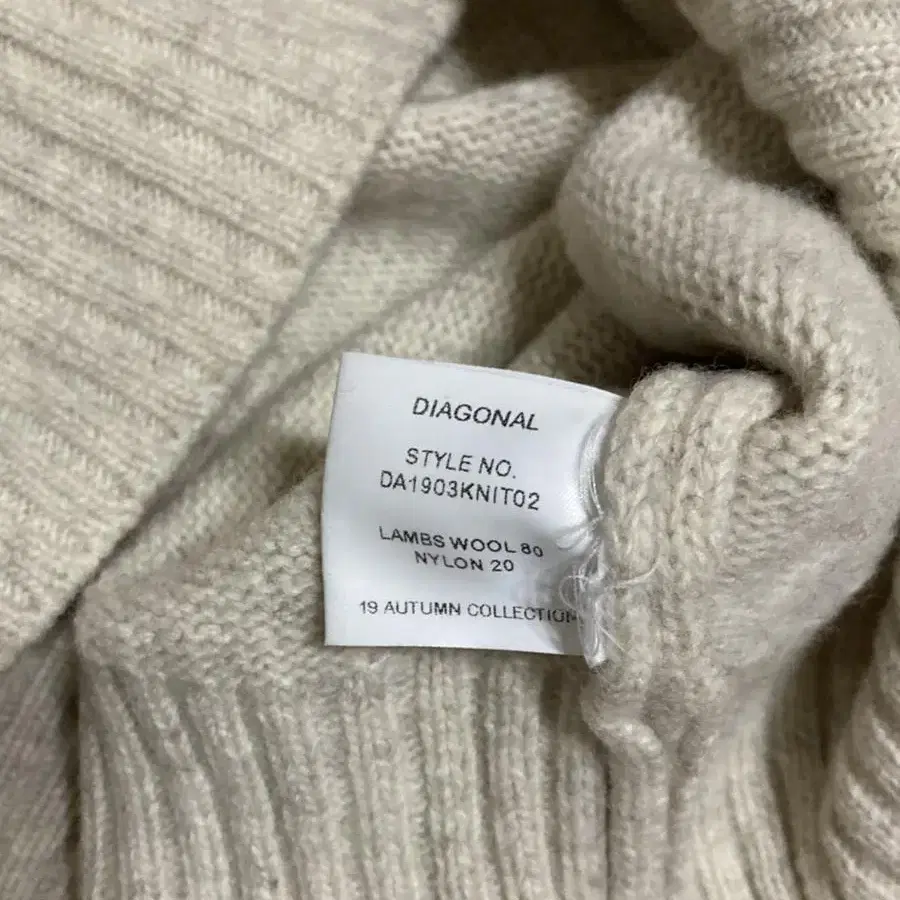 DIAGONAL
STYLE NO.
DA1903KNIT02
LAMBS WOOL 80
NYLON 20
19 AUTUMN COLLECTION